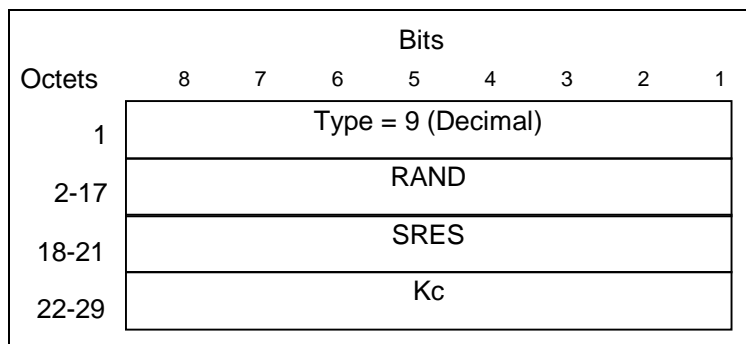 Bits
Octets 8 7 6 5 4 3 2 1
1 Type = 9 (Decimal)
2-17 RAND
18-21 SRES
22-29 Kc